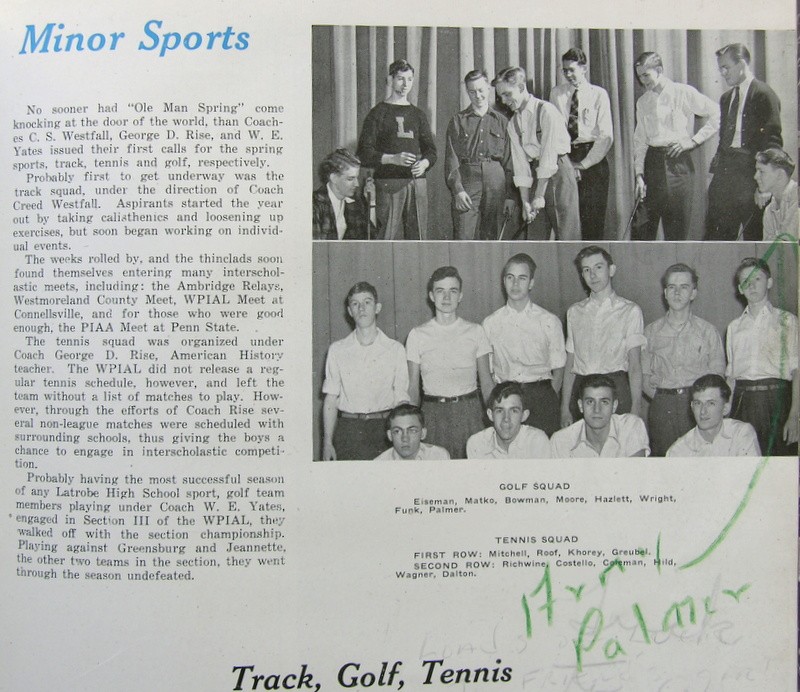 Minor Sports
No sooner had "Ole Man Spring" come
knocking at the door of the world, than Coach-
es C. S. Westfall, George D. Rise, and W. E.
Yates issued their first calls for the spring
sports, track, tennis and golf, respectively.
Probably first to get underway was the
track squad, under the direction of Coach
Creed Westfall. Aspirants started the year
out by taking calisthenics and loosening up
exercises, but soon began working on individ-
ual events.
The weeks rolled by, and the thinclads soon
found themselves entering many interschol-
astic meets, including: the Ambridge Relays,
Westmoreland County Meet, WPIAL Meet at
Connellsville, and for those who were good
enough, the PIAA Meet at Penn State.
The tennis squad was organized under
Coach George D. Rise, American History
teacher. The WPIAL did not release a reg-
ular tennis schedule, however, and left the
team without a list of matches to play. How-
ever, through the efforts of Coach Rise sev-
eral non-league matches were scheduled with
surrounding schools, thus giving the boys a
chance to engage in interscholastic competi-
tion.
Probably having the most successful season
of any Latrobe High School sport, golf team
members playing under Coach W. E. Yates,
engaged in Section III of the WPIAL, they
walked off with the section championship.
Playing against Greensburg and Jeannette,
the other two teams in the section, they went
through the season undefeated.
L
GOLF SQUAD
Eiseman, Matko, Bowman, Moore, Hazlett, Wright,
Funk, Palmer.
TENNIS SQUAD
FIRST ROW: Mitchell, Roof, Khorey, Greubel.
SECOND ROW: Richwine, Costello, Coleman, Hild,
Wagner, Dalton.
Palmer
Track, Golf, Tennis